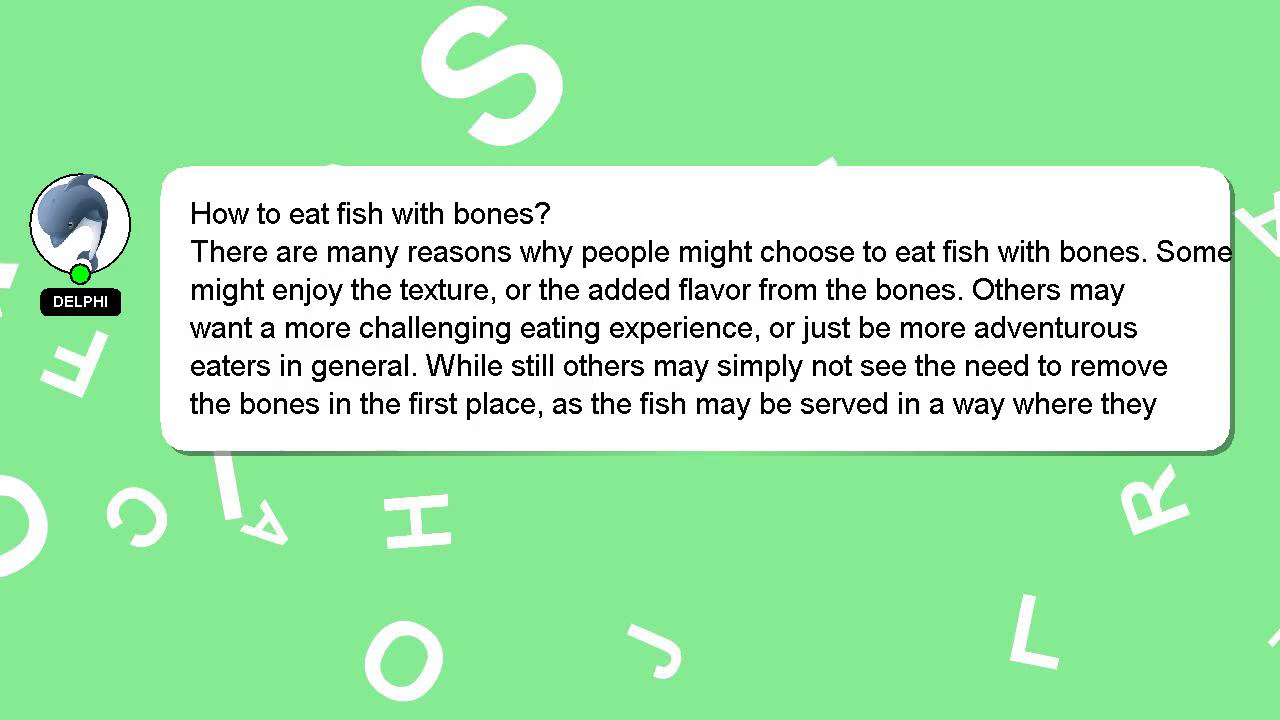 How to eat fish with bones?
There are many reasons why people might choose to eat fish with bones. Some
might enjoy the texture, or the added flavor from the bones. Others may
want a more challenging eating experience, or just be more adventurous
eaters in general. While still others may simply not see the need to remove
the bones in the first place, as the fish may be served in a way where they
DELPHI
S
A
F
C
A
H
R
O
J
L